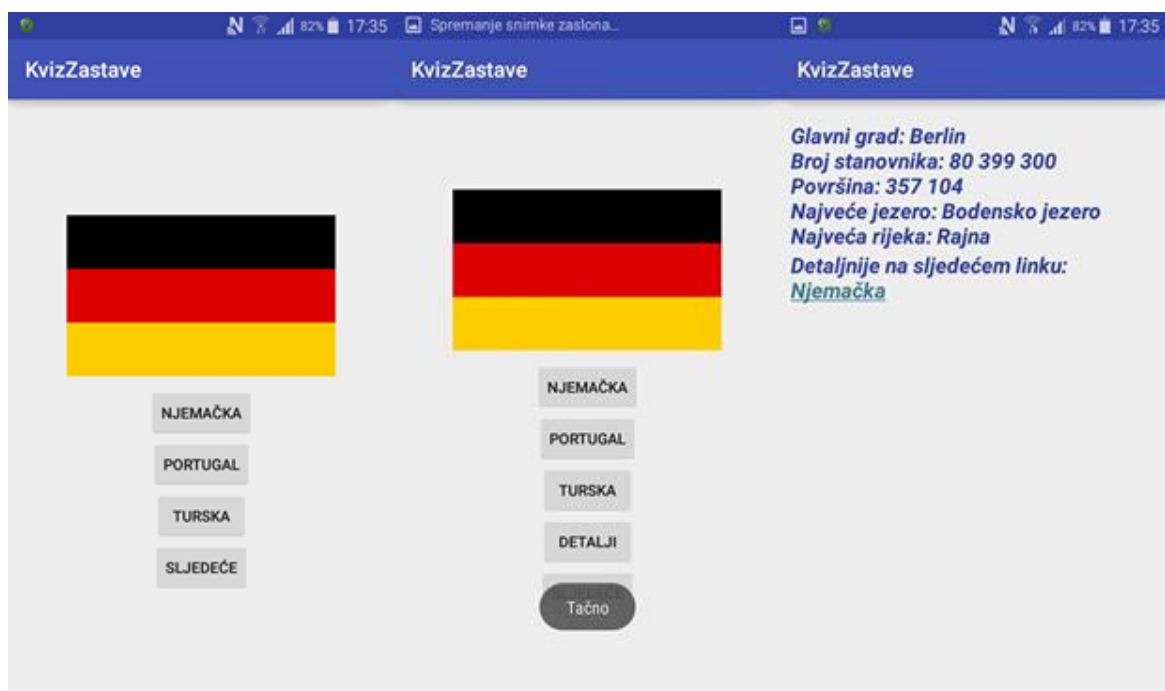 82% 17:35
KvizZastave
NJEMAČKA
PORTUGAL
TURSKA
SLJEDEĆE
Spremanje snimke zaslona...
KvizZastave
NJEMAČKA
PORTUGAL
TURSKA
DETALJI
Tačno
82% 17:35
KvizZastave
Glavni grad: Berlin
Broj stanovnika: 80 399 300
Površina: 357 104
Najveće jezero: Bodensko jezero
Najveća rijeka: Rajna
Detaljnije na sljedećem linku:
Njemačka